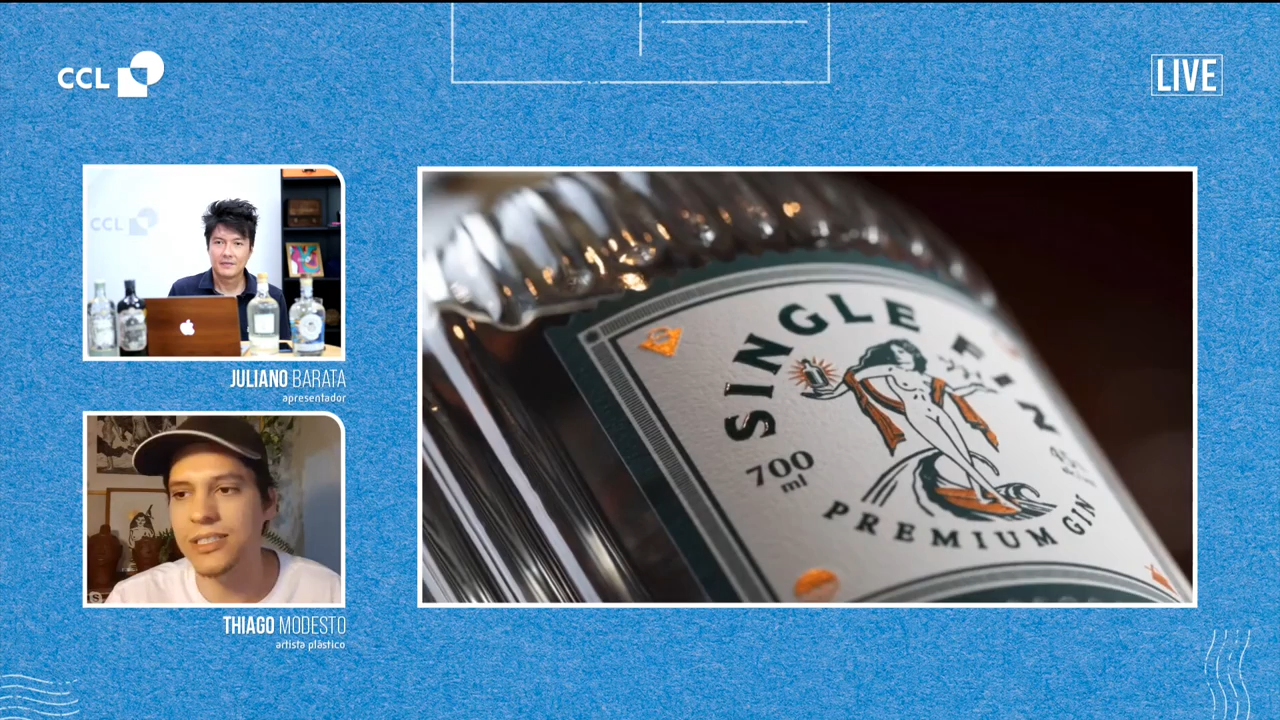 CCL
LIVE
CCL
JULIANO BARATA
apresentador
THIAGO MODESTO
artista plástico
SINGLE FIN
700
ml
PREMIUM GIN